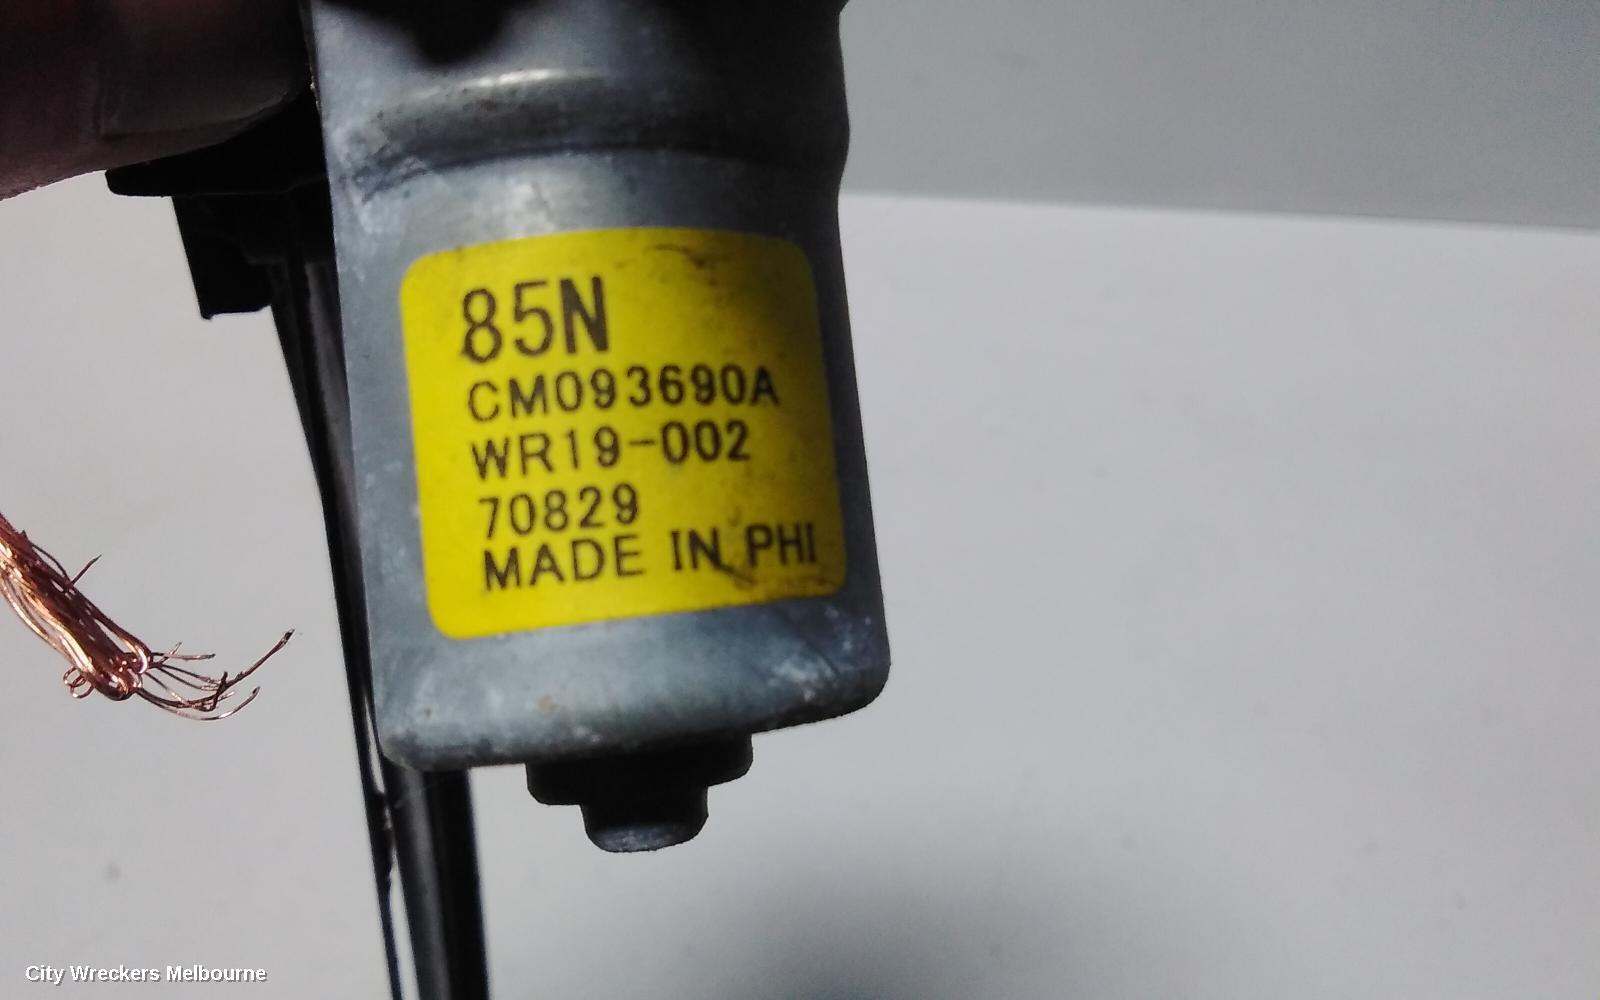 85N
CM093690A
WR19-002
70829
MADE IN PHI
City Wreckers Melbourne